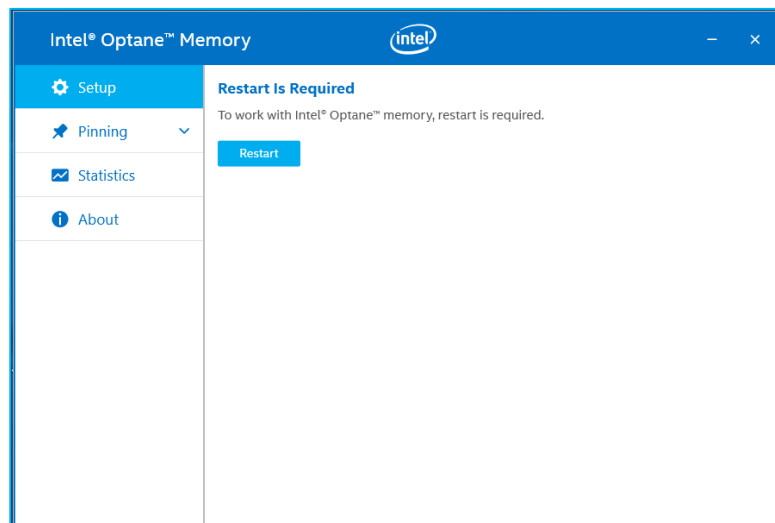 Intel® Optane™ Memory
intel
Setup
Pinning
Statistics
About
Restart Is Required
To work with Intel® Optane™ memory, restart is required.
Restart